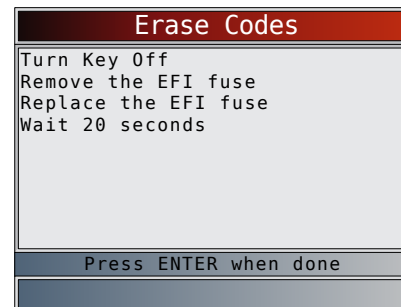 Erase Codes
Turn Key Off
Remove the EFI fuse
Replace the EFI fuse
Wait 20 seconds
Press ENTER when done